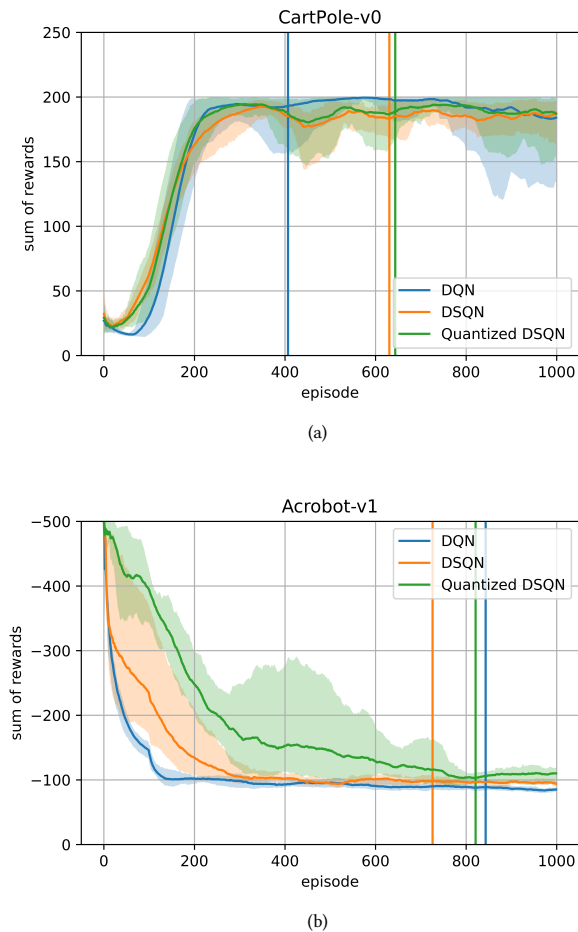 CartPole-v0
250
200
150
100
50
0
sum of rewards
DQN
DSQN
Quantized DSQN
0 200 400 600 800 1000
episode
(a)
Acrobot-v1
−500
−400
−300
−200
−100
0
sum of rewards
DQN
DSQN
Quantized DSQN
0 200 400 600 800 1000
episode
(b)